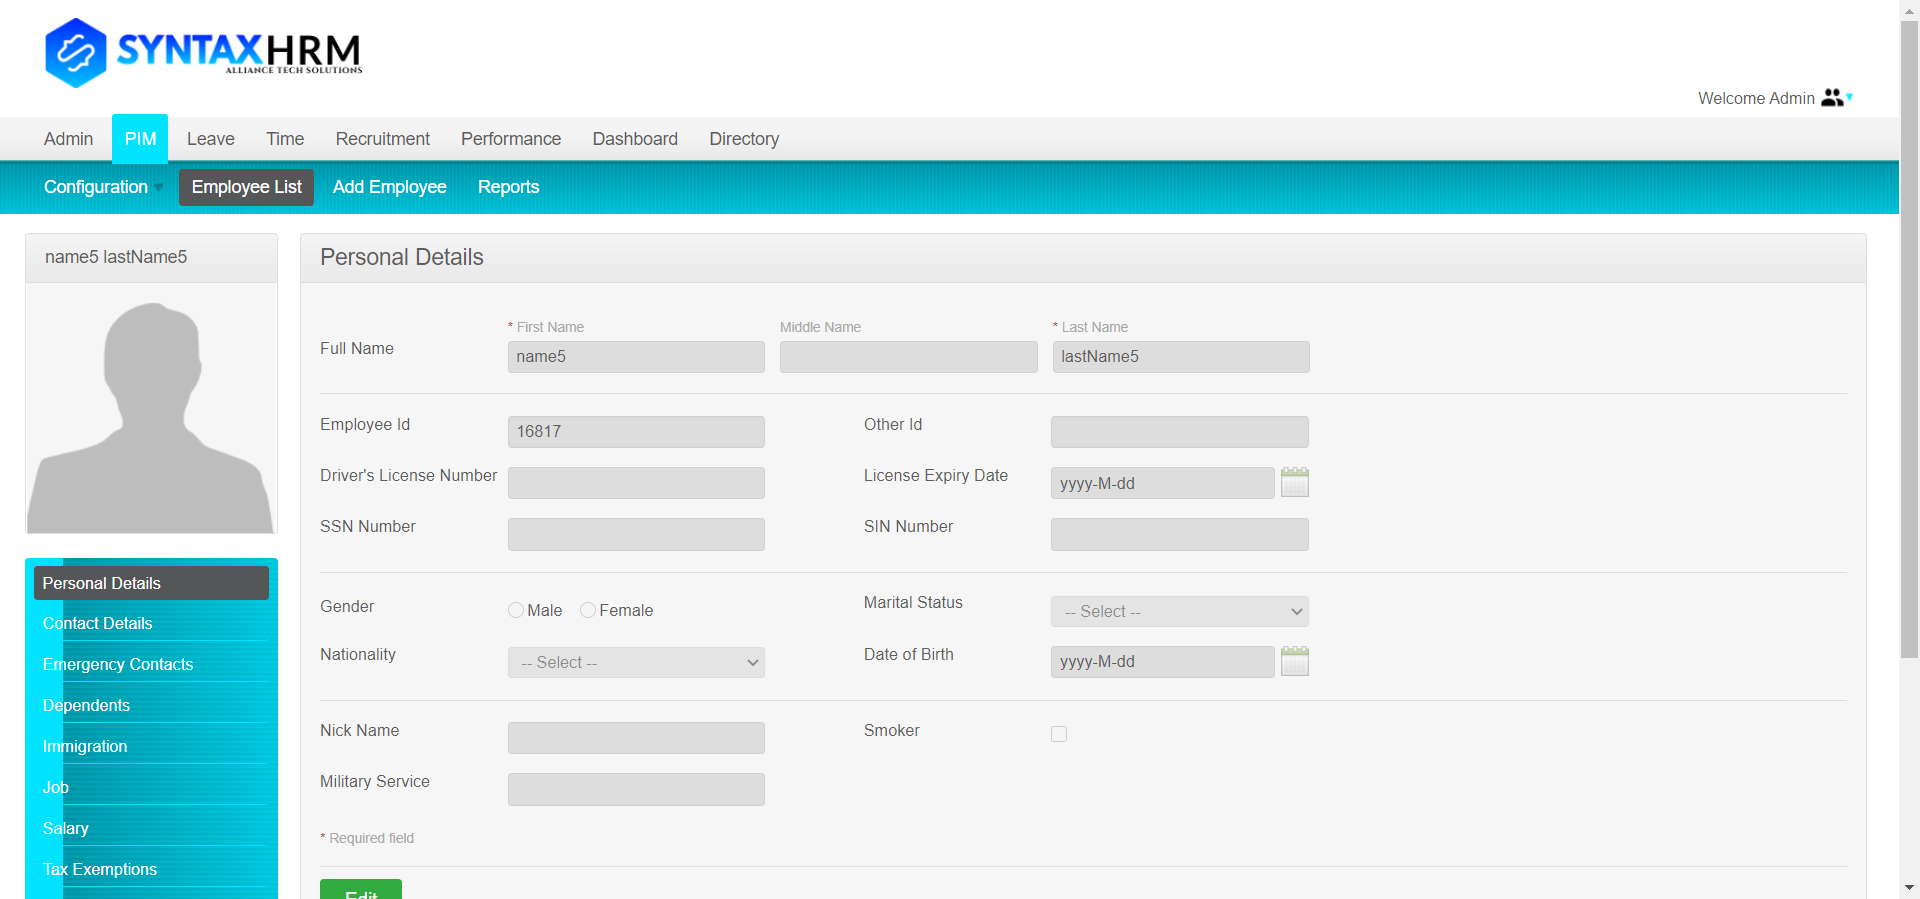 SYNTAXHRM
ALLIANCE TECH SOLUTIONS
Welcome Admin
Admin PIM Leave Time Recruitment Performance Dashboard Directory
Configuration Employee List Add Employee Reports
name5 lastName5
Personal Details
* First Name Middle Name * Last Name
Full Name name5 lastName5
Employee Id 16817 Other Id
Driver's License Number License Expiry Date yyyy-M-dd
SSN Number SIN Number
Gender Male Female Marital Status -- Select --
Nationality -- Select -- Date of Birth yyyy-M-dd
Nick Name Smoker
Military Service
* Required field
Edit
Personal Details
Contact Details
Emergency Contacts
Dependents
Immigration
Job
Salary
Tax Exemptions